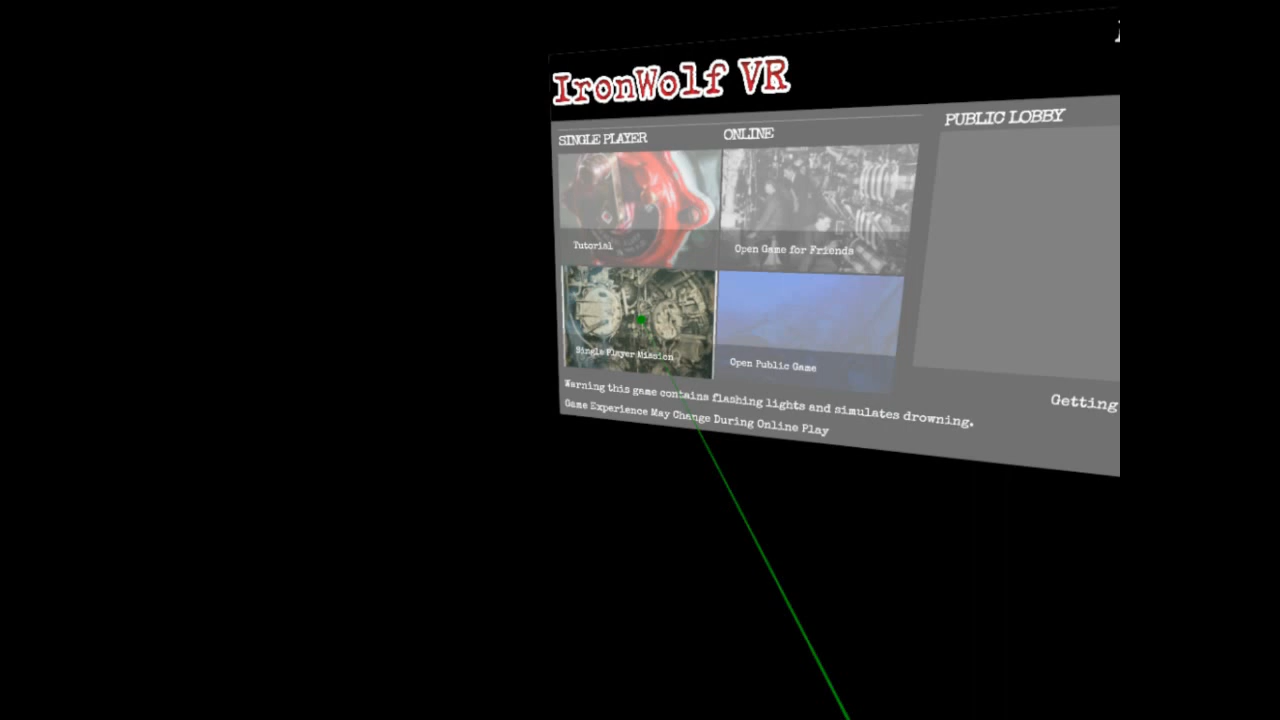 IronWolf VR
SINGLE PLAYER
ONLINE
PUBLIC LOBBY
Tutorial
Open Game for Friends
Single Player Mission
Open Public Game
Warning this game contains flashing lights and simulates drowning.
Getting
Game Experience May Change During Online Play